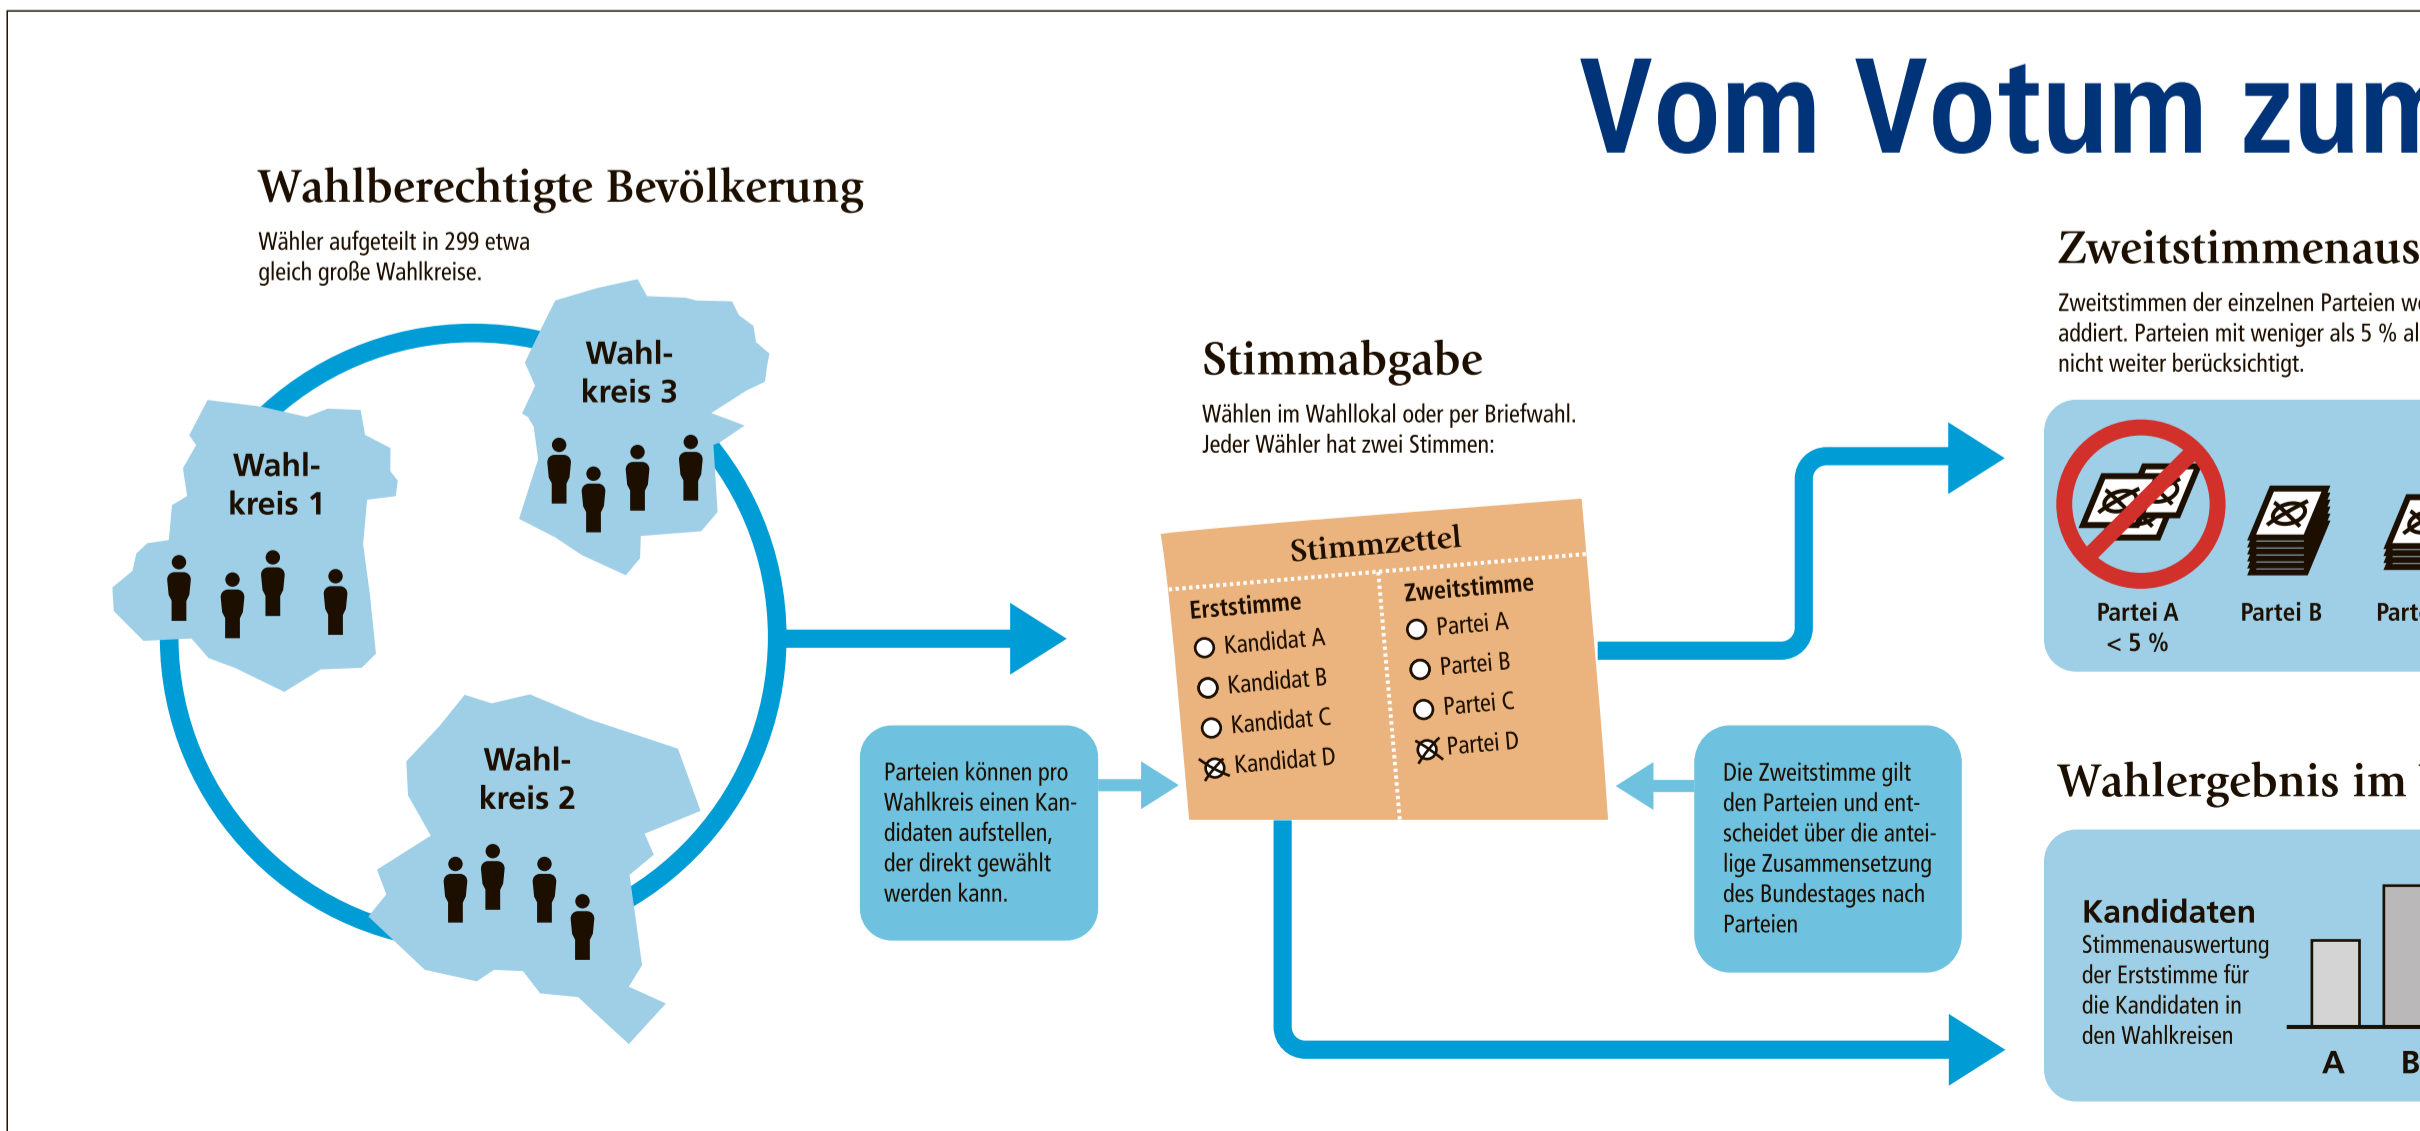 Vom Votum zum
Wahlberechtigte Bevölkerung
Wähler aufgeteilt in 299 etwa
gleich große Wahlkreise.
Wahl-
kreis 3
Wahl-
kreis 1
Wahl-
kreis 2
Stimmabgabe
Wählen im Wahllokal oder per Briefwahl.
Jeder Wähler hat zwei Stimmen:
Stimmzettel
Erststimme
Kandidat A
Kandidat B
Kandidat C
Kandidat D
Zweitstimme
Partei A
Partei B
Partei C
Partei D
Parteien können pro
Wahlkreis einen Kan-
didaten aufstellen,
der direkt gewählt
werden kann.
Die Zweitstimme gilt
den Parteien und ent-
scheidet über die antei-
lige Zusammensetzung
des Bundestages nach
Parteien
Zweitstimmenaus
Zweitstimmen der einzelnen Parteien
addiert. Parteien mit weniger als 5 %
nicht weiter berücksichtigt.
Partei A
< 5 %
Partei B
Wahlergebnis im
Kandidaten
Stimmenauswertung
der Erststimme für
die Kandidaten in
den Wahlkreisen
A
B